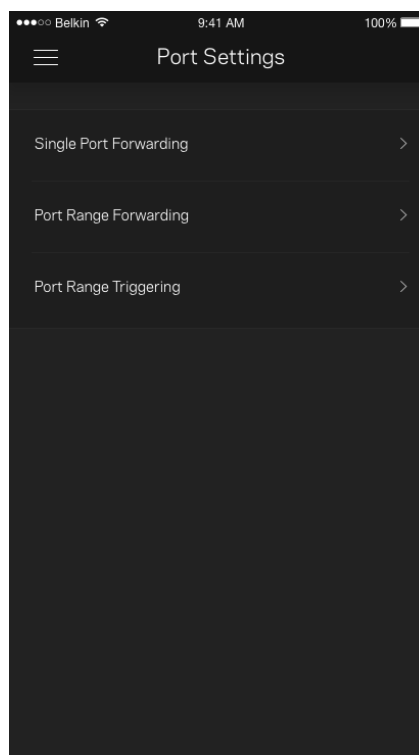 Belkin 9:41 AM 100%
Port Settings
Single Port Forwarding
Port Range Forwarding
Port Range Triggering